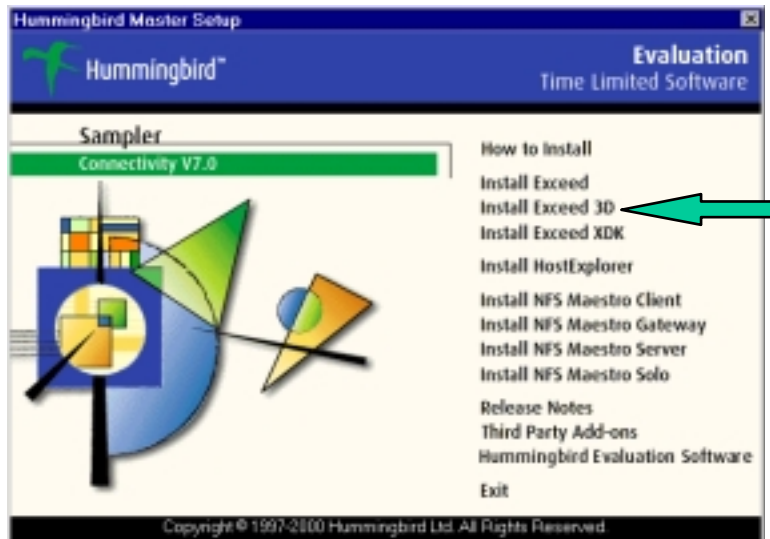 Hummingbird Master Setup
Hummingbird™
Evaluation
Time Limited Software
Sampler
Connectivity V7.0
How to Install
Install Exceed
Install Exceed 3D
Install Exceed XDK
Install HostExplorer
Install NFS Maestro Client
Install NFS Maestro Gateway
Install NFS Maestro Server
Install NFS Maestro Solo
Release Notes
Third Party Add-ons
Hummingbird Evaluation Software
Exit
Copyright © 1997-2000 Hummingbird Ltd. All Rights Reserved.